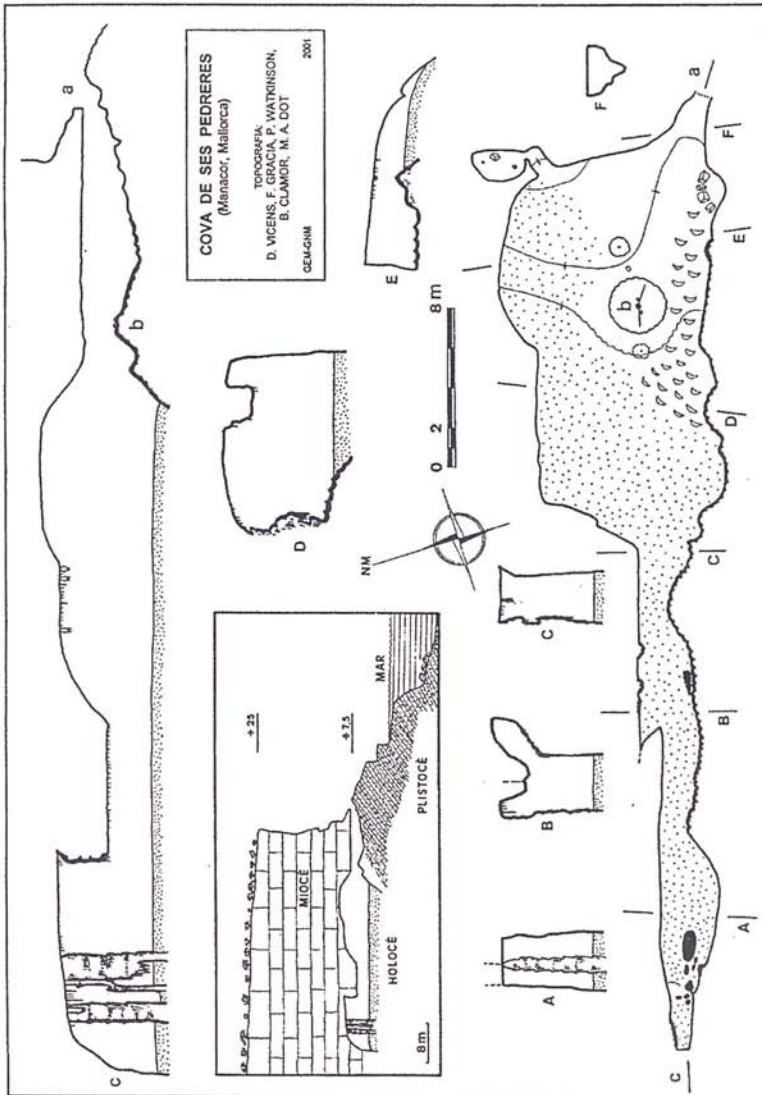 COVA DE SES PEDRERES
(Manacor, Mallorca)
TOPOGRAFIA:
D. VICENS, F. GRACIA, P. WATKINSON,
B. CLAMOR, M. A. DOT
GEM-GNM 2001
a
b
c
D
E
0 2 8m
NM
+25
+7,5
MIOCÈ
MAR
PLISTOCÈ
HOLOCÈ
8m
A
B
C
F
a
b
c
A
B
C
D
E
F